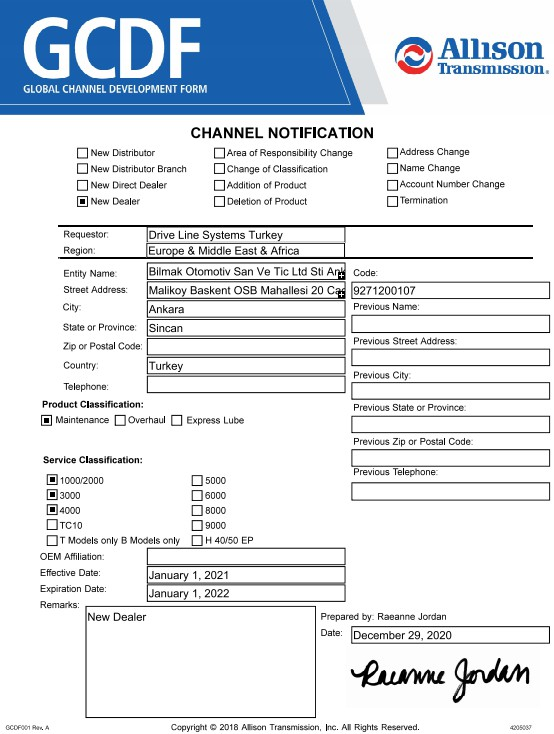 GCDF
GLOBAL CHANNEL DEVELOPMENT FORM
Allison
Transmission®
CHANNEL NOTIFICATION
New Distributor
Area of Responsibility Change
Address Change
New Distributor Branch
Change of Classification
Name Change
New Direct Dealer
Addition of Product
Account Number Change
New Dealer
Deletion of Product
Termination
Requestor: Drive Line Systems Turkey
Region: Europe & Middle East & Africa
Entity Name: Bilmak Otomotiv San Ve Tic Ltd Sti
Code:
Street Address: Malikoy Baskent OSB Mahallesi 20
9271200107
City: Ankara
Previous Name:
State or Province: Sincan
Zip or Postal Code:
Previous Street Address:
Country: Turkey
Previous City:
Telephone:
Product Classification:
Previous State or Province:
Maintenance Overhaul Express Lube
Previous Zip or Postal Code:
Service Classification:
Previous Telephone:
1000/2000 5000
3000 6000
4000 8000
TC10 9000
T Models only B Models only H 40/50 EP
OEM Affiliation:
Effective Date: January 1, 2021
Expiration Date: January 1, 2022
Remarks:
New Dealer
Prepared by: Raeanne Jordan
Date: December 29, 2020
Raeanne Jordan
GCDF001 Rev, A
Copyright © 2018 Allison Transmission, Inc. All Rights Reserved.
4205037